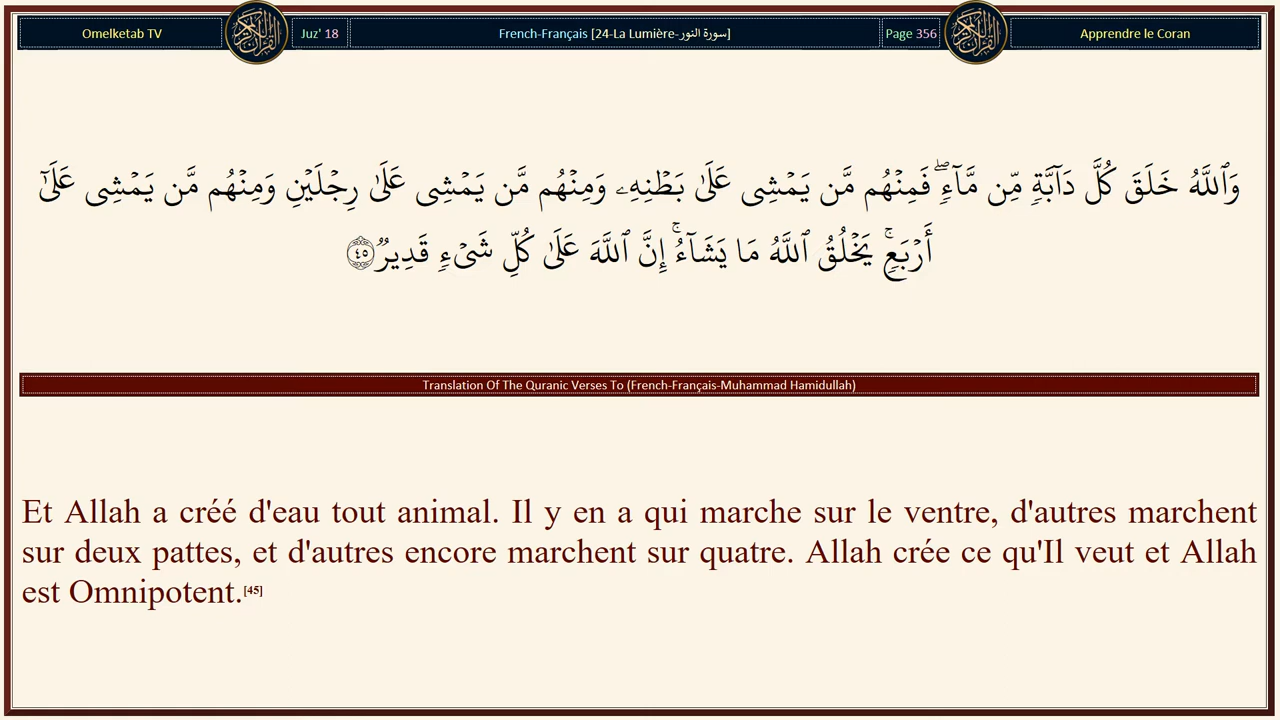 Omelketab TV
Juz' 18
French-Français [24-La Lumière-سورة النور]
Page 356
Apprendre le Coran
وَٱللَّهُ خَلَقَ كُلَّ دَآبَّةٍ مِّن مَّآءٍ ۖ فَمِنْهُم مَّن يَمْشِى عَلَىٰ بَطْنِهِۦ وَمِنْهُم مَّن يَمْشِى عَلَىٰ رِجْلَيْنِ وَمِنْهُم مَّن يَمْشِى عَلَىٰٓ
أَرْبَعٍ ۚ يَخْلُقُ ٱللَّهُ مَا يَشَآءُ ۚ إِنَّ ٱللَّهَ عَلَىٰ كُلِّ شَىْءٍ قَدِيرٌ ٤٥
Translation Of The Quranic Verses To (French-Français-Muhammad Hamidullah)
Et Allah a créé d'eau tout animal. Il y en a qui marche sur le ventre, d'autres marchent
sur deux pattes, et d'autres encore marchent sur quatre. Allah crée ce qu'Il veut et Allah
est Omnipotent.[45]